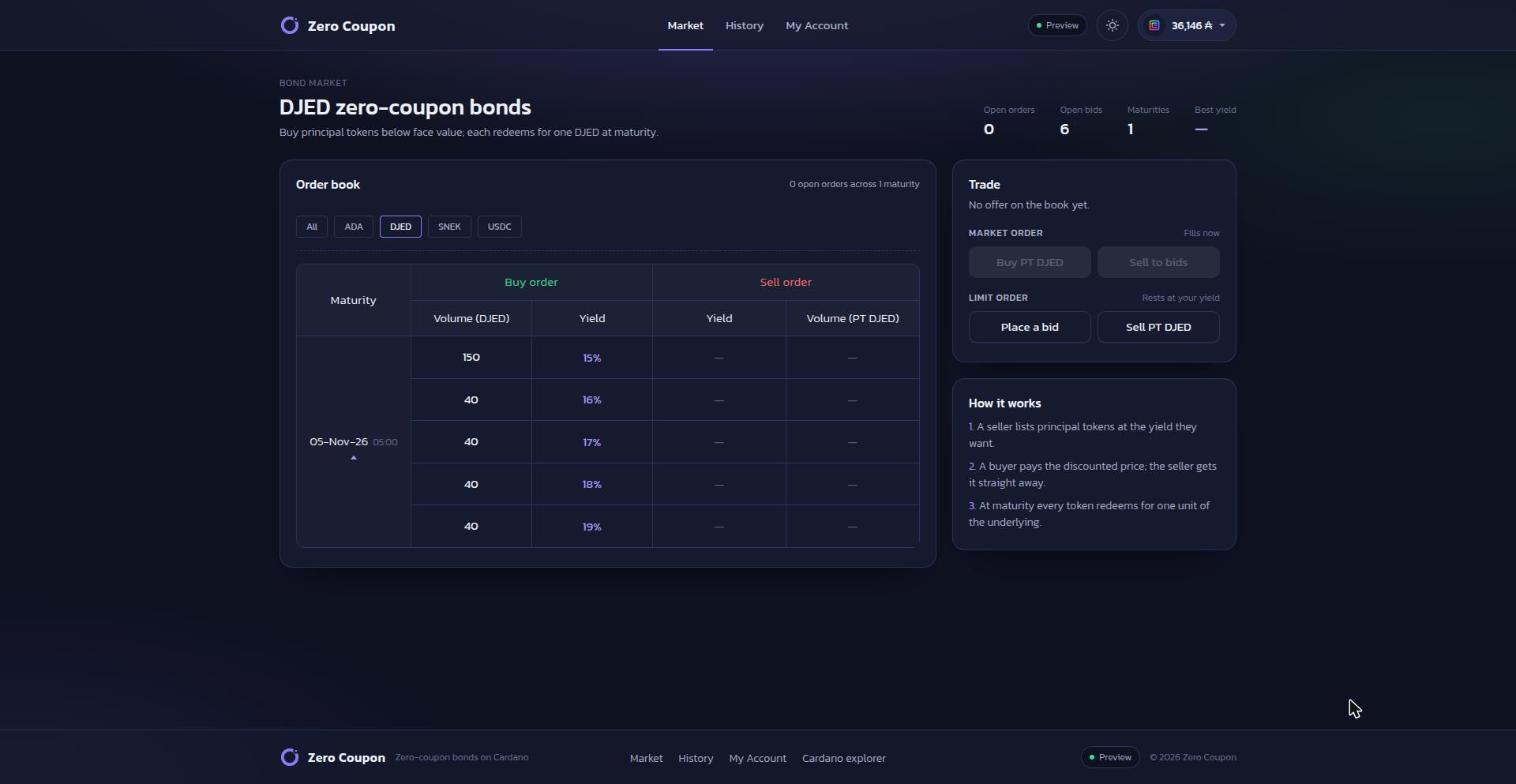 Zero Coupon
Market
History
My Account
Preview
36,146 ₳
BOND MARKET
DJED zero-coupon bonds
Buy principal tokens below face value; each redeems for one DJED at maturity.
Open orders
0
Open bids
6
Maturities
1
Best yield
—
Order book
0 open orders across 1 maturity
All
ADA
DJED
SNEK
USDC
Maturity
Buy order
Sell order
Volume (DJED)
Yield
Yield
Volume (PT DJED)
150 15% — —
40 16% — —
05-Nov-26 05:00
40 17% — —
40 18% — —
40 19% — —
Trade
No offer on the book yet.
MARKET ORDER
Fills now
Buy PT DJED
Sell to bids
LIMIT ORDER
Rests at your yield
Place a bid
Sell PT DJED
How it works
1. A seller lists principal tokens at the yield they
want.
2. A buyer pays the discounted price; the seller gets
it straight away.
3. At maturity every token redeems for one unit of
the underlying.
Zero Coupon
Zero-coupon bonds on Cardano
Market
History
My Account
Cardano explorer
Preview
© 2026 Zero Coupon